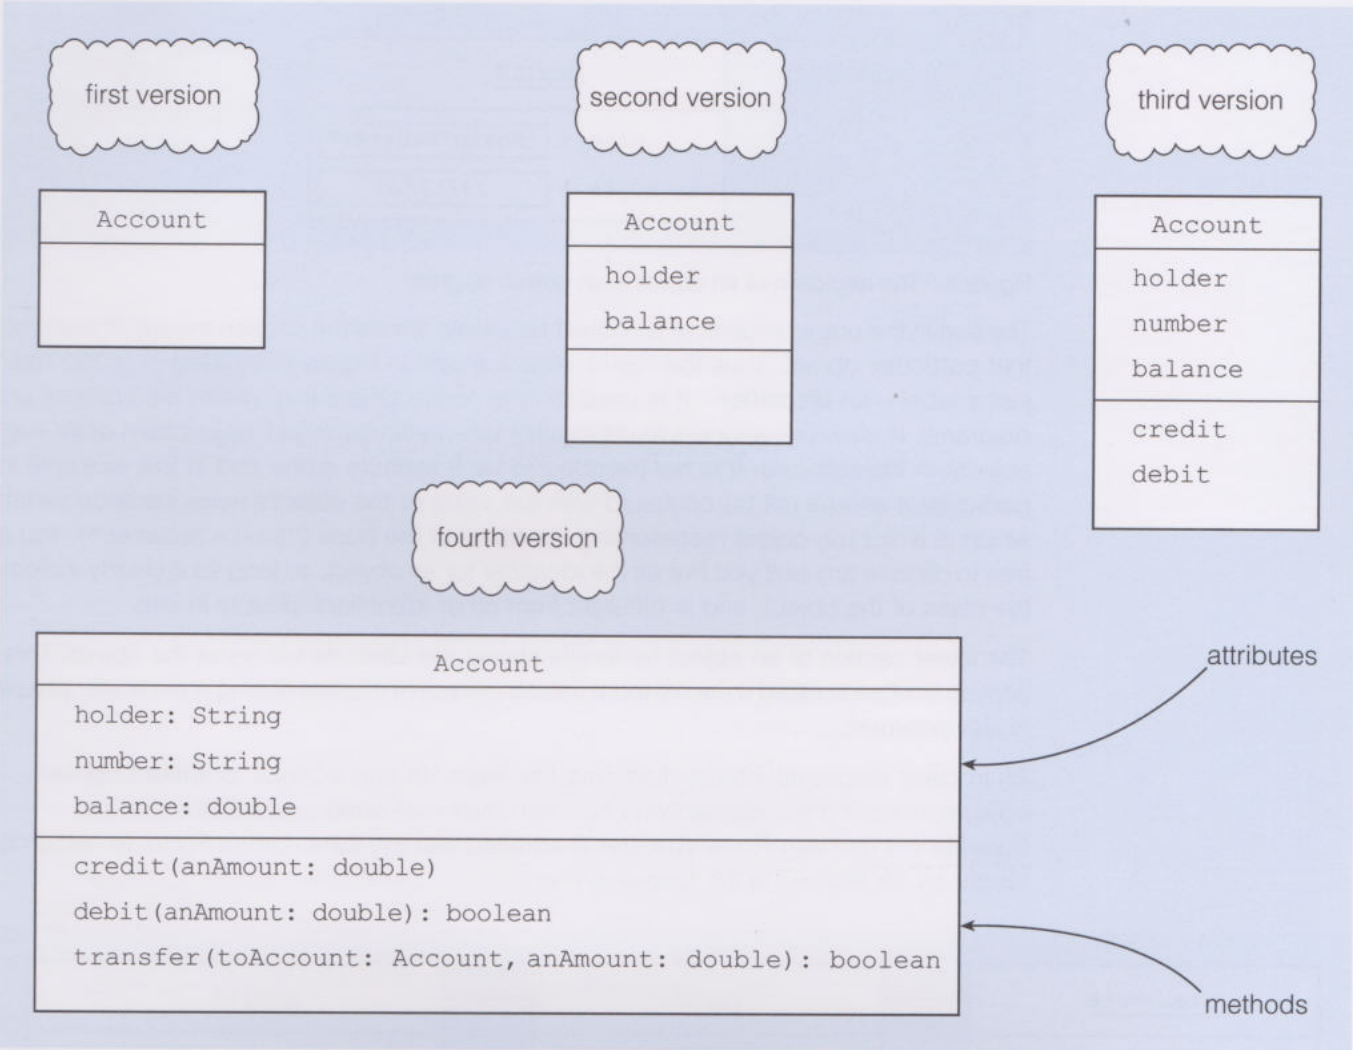 first version
second version
third version
Account
Account
holder
balance
Account
holder
number
balance
credit
debit
fourth version
Account
holder: String
number: String
balance: double
credit(anAmount: double)
debit(anAmount: double): boolean
transfer(toAccount: Account, anAmount: double): boolean
attributes
methods